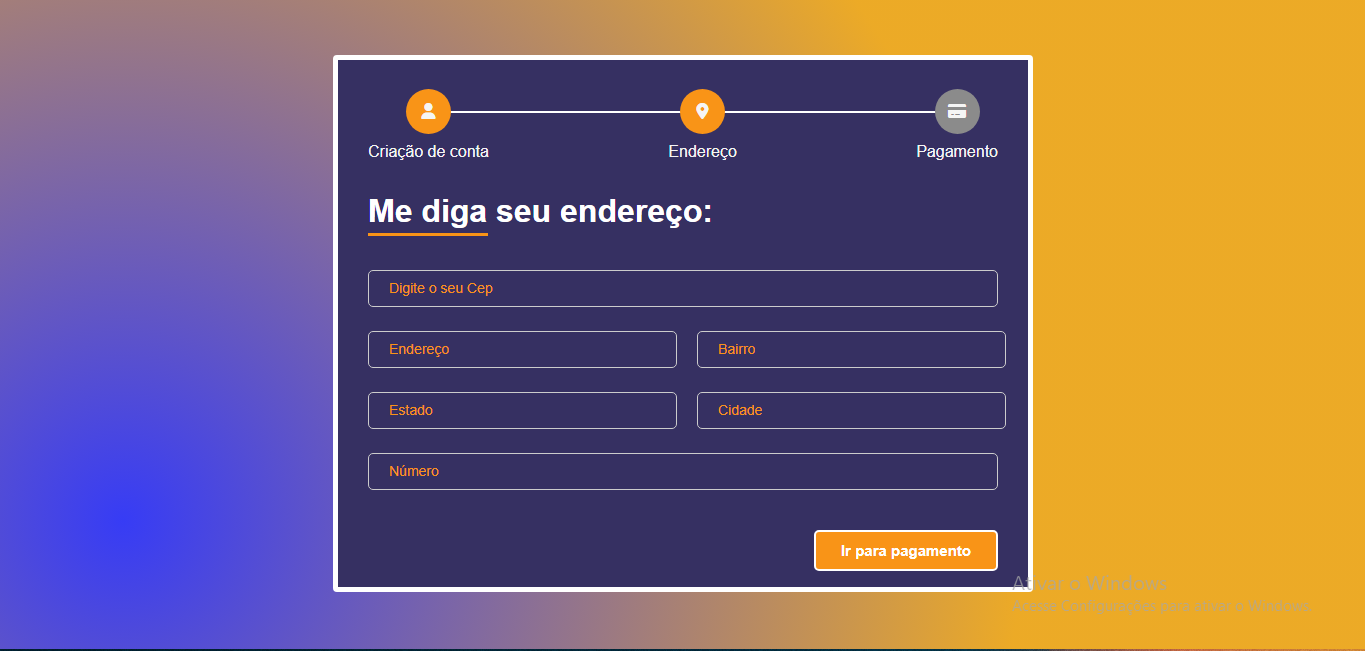 Criação de conta Endereço Pagamento
Me diga seu endereço:
Digite o seu Cep
Endereço Bairro
Estado Cidade
Número
Ir para pagamento
Ativar o Windows
Acesse Configurações para ativar o Windows.